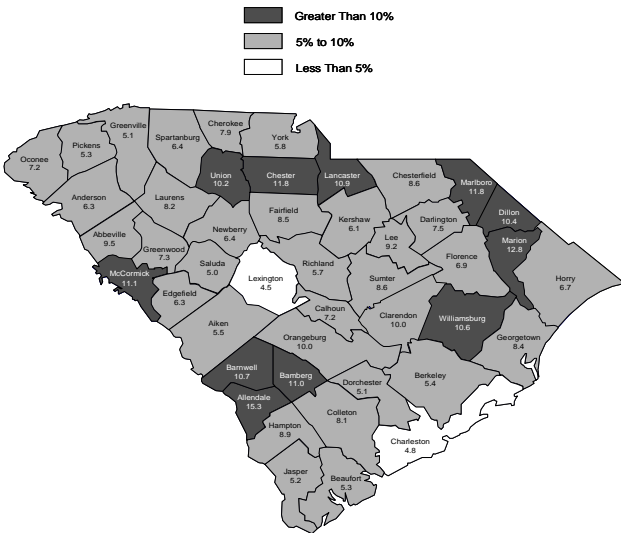 Greater Than 10%
5% to 10%
Less Than 5%
Cherokee
7.9
Greenville
5.1
York
5.8
Spartanburg
6.4
Pickens
5.3
Oconee
7.2
Union
10.2
Chester
11.8
Lancaster
10.9
Chesterfield
8.6
Marlboro
11.8
Anderson
6.3
Laurens
8.2
Fairfield
8.5
Kershaw
6.1
Darlington
7.5
Dillon
10.4
Abbeville
9.5
Newberry
6.4
Lee
9.2
Marion
12.8
Greenwood
7.3
Saluda
5.0
Richland
5.7
Florence
6.9
McCormick
11.1
Lexington
4.5
Sumter
8.6
Horry
6.7
Edgefield
6.3
Calhoun
7.2
Clarendon
10.0
Williamsburg
10.6
Aiken
5.5
Orangeburg
10.0
Georgetown
8.4
Barnwell
10.7
Bamberg
11.0
Berkeley
5.4
Dorchester
5.1
Allendale
15.3
Colleton
8.1
Hampton
8.9
Charleston
4.8
Jasper
5.2
Beaufort
5.3